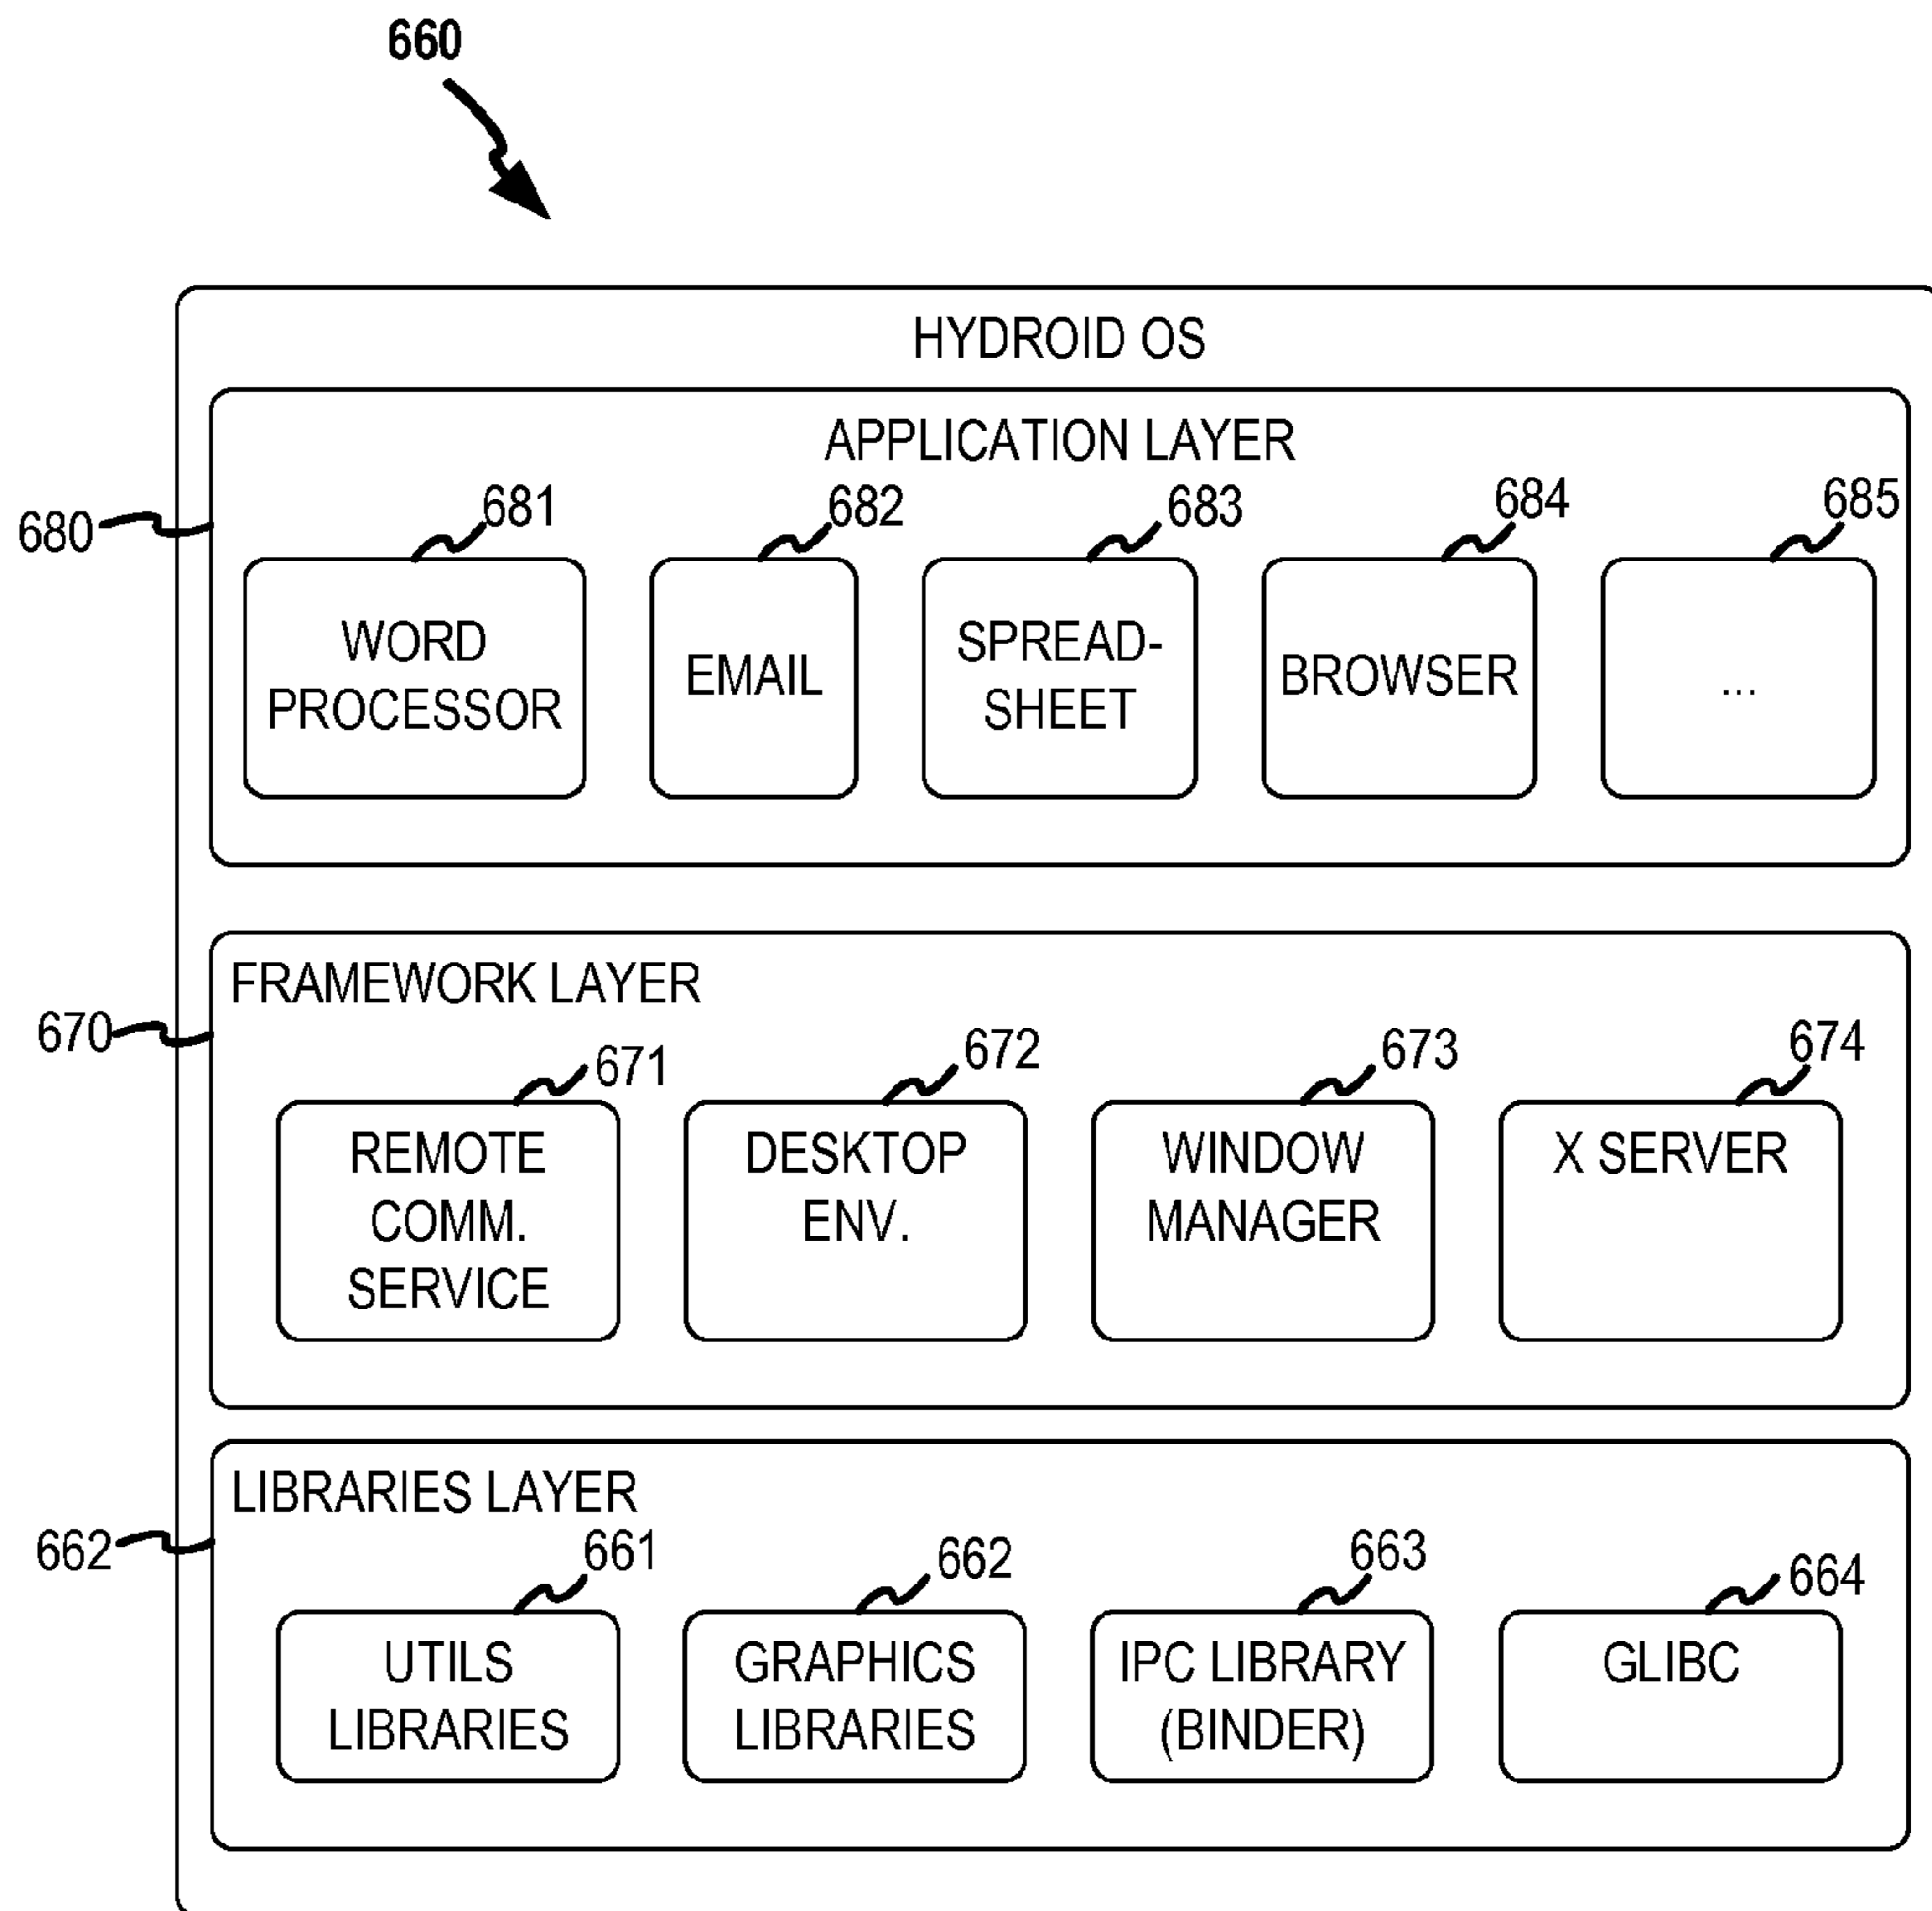 660
HYDROID OS
APPLICATION LAYER
680
681
682
683
684
685
WORD
PROCESSOR
EMAIL
SPREAD-
SHEET
BROWSER
...
FRAMEWORK LAYER
670
671
672
673
674
REMOTE
COMM.
SERVICE
DESKTOP
ENV.
WINDOW
MANAGER
X SERVER
LIBRARIES LAYER
662
661
662
663
664
UTILS
LIBRARIES
GRAPHICS
LIBRARIES
IPC LIBRARY
(BINDER)
GLIBC